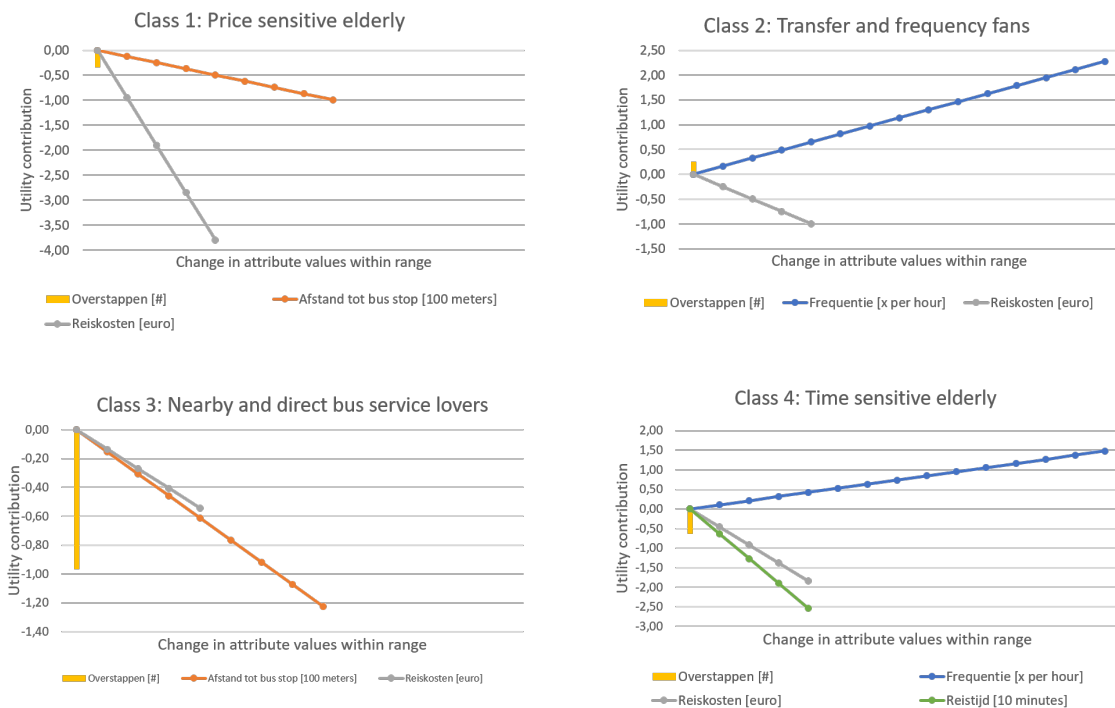 Class 1: Price sensitive elderly
0,00
-0,50
-1,00
-1,50
-2,00
-2,50
-3,00
-3,50
-4,00
Utility contribution
Change in attribute values within range
Overstappen [#]
Afstand tot bus stop [100 meters]
Reiskosten [euro]
Class 2: Transfer and frequency fans
2,50
2,00
1,50
1,00
0,50
0,00
-0,50
-1,00
-1,50
Utility contribution
Change in attribute values within range
Overstappen [#]
Frequentie [x per hour]
Reiskosten [euro]
Class 3: Nearby and direct bus service lovers
0,00
-0,20
-0,40
-0,60
-0,80
-1,00
-1,20
-1,40
Utility contribution
Change in attribute values within range
Overstappen [#]
Afstand tot bus stop [100 meters]
Reiskosten [euro]
Class 4: Time sensitive elderly
2,00
1,50
1,00
0,50
0,00
-0,50
-1,00
-1,50
-2,00
-2,50
-3,00
Utility contribution
Change in attribute values within range
Overstappen [#]
Frequentie [x per hour]
Reiskosten [euro]
Reistijd [10 minutes]